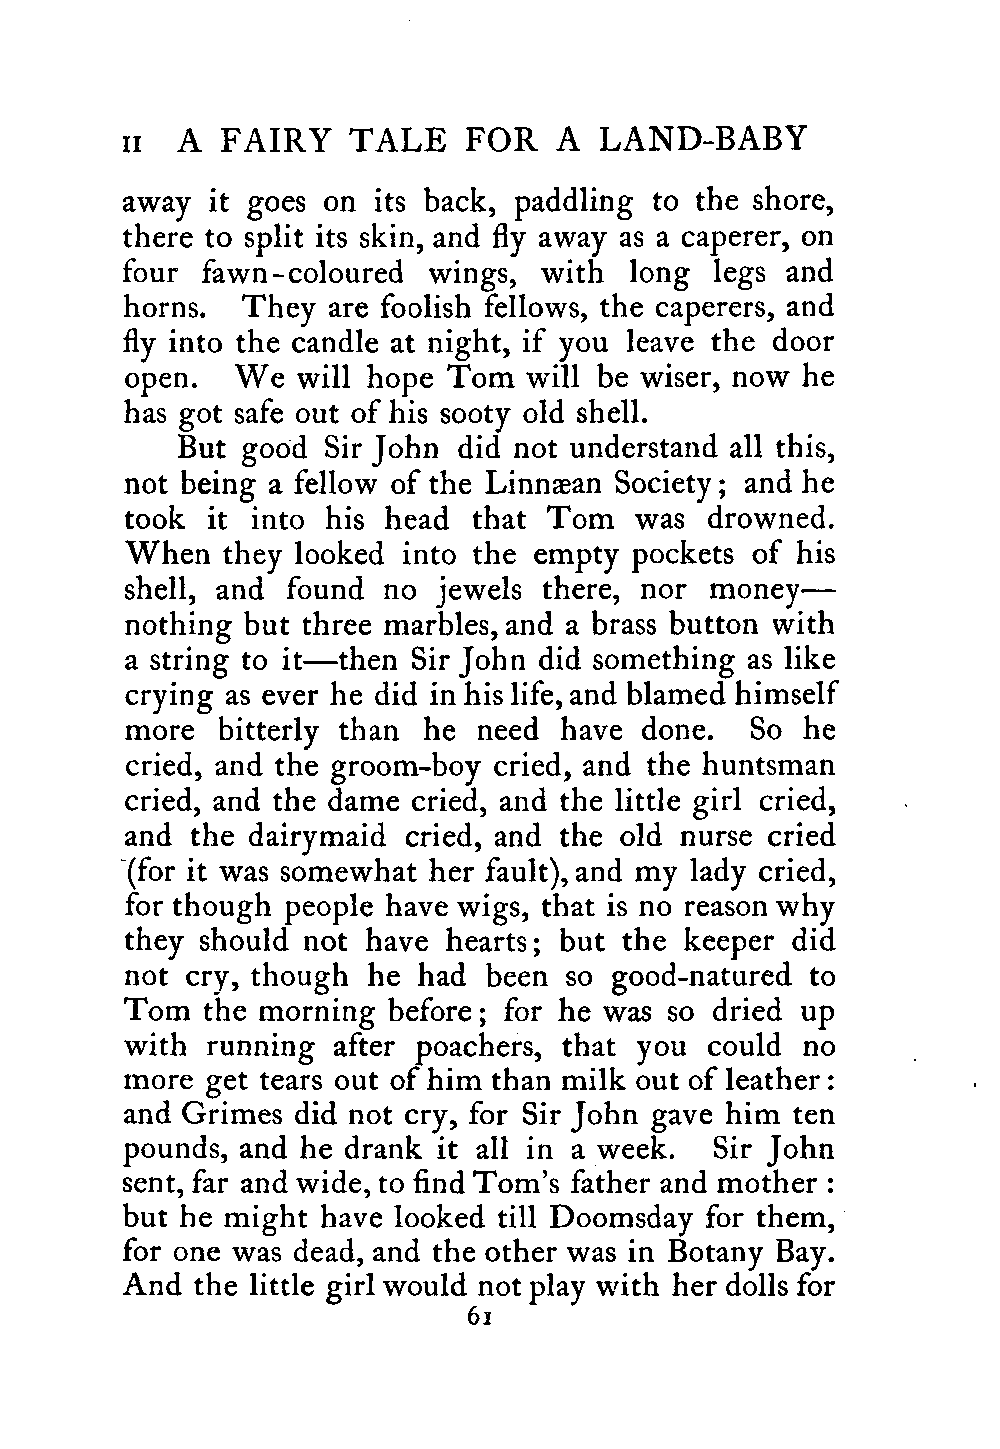 II A FAIRY TALE FOR A LAND-BABY
away it goes on its back, paddling to the shore,
there to split its skin, and fly away as a caperer, on
four fawn-coloured wings, with long legs and
horns. They are foolish fellows, the caperers, and
fly into the candle at night, if you leave the door
open. We will hope Tom will be wiser, now he
has got safe out of his sooty old shell.
But good Sir John did not understand all this,
not being a fellow of the Linnæan Society; and he
took it into his head that Tom was drowned.
When they looked into the empty pockets of his
shell, and found no jewels there, nor money—
nothing but three marbles, and a brass button with
a string to it—then Sir John did something as like
crying as ever he did in his life, and blamed himself
more bitterly than he need have done. So he
cried, and the groom-boy cried, and the huntsman
cried, and the dame cried, and the little girl cried,
and the dairymaid cried, and the old nurse cried
(for it was somewhat her fault), and my lady cried,
for though people have wigs, that is no reason why
they should not have hearts; but the keeper did
not cry, though he had been so good-natured to
Tom the morning before; for he was so dried up
with running after poachers, that you could no
more get tears out of him than milk out of leather:
and Grimes did not cry, for Sir John gave him ten
pounds, and he drank it all in a week. Sir John
sent, far and wide, to find Tom's father and mother:
but he might have looked till Doomsday for them,
for one was dead, and the other was in Botany Bay.
And the little girl would not play with her dolls for
61